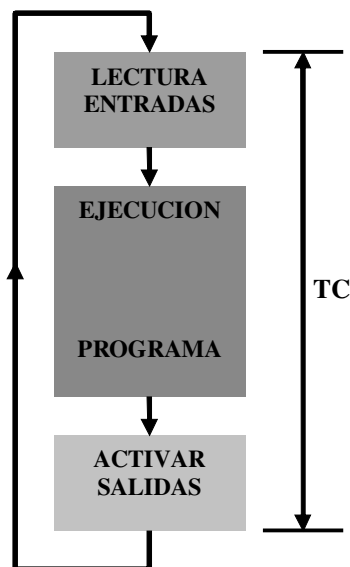 LECTURA
ENTRADAS
EJECUCION
TC
PROGRAMA
ACTIVAR
SALIDAS